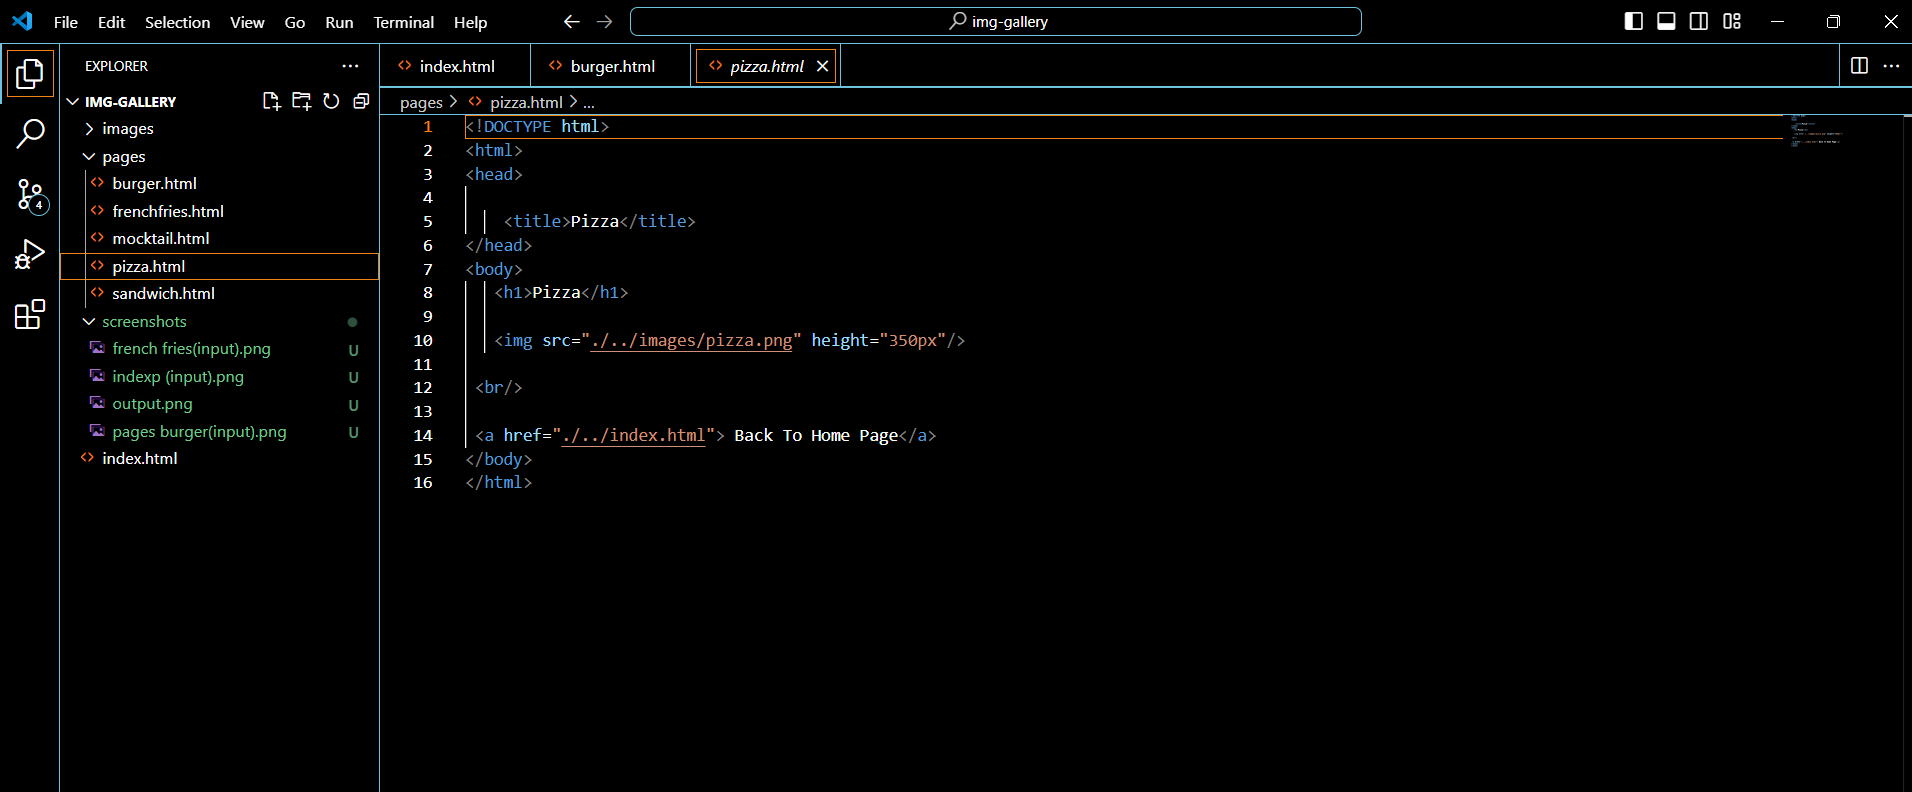 File Edit Selection View Go Run Terminal Help img-gallery
EXPLORER
IMG-GALLERY
images
pages
burger.html
frenchfries.html
mocktail.html
pizza.html
sandwich.html
screenshots
french fries(input).png U
indexp (input).png U
output.png U
pages burger(input).png U
index.html
4
index.html burger.html pizza.html
pages > pizza.html > ...
1 <!DOCTYPE html>
2 <html>
3 <head>
4
5 <title>Pizza</title>
6 </head>
7 <body>
8 <h1>Pizza</h1>
9
10 <img src="./../images/pizza.png" height="350px"/>
11
12 <br/>
13
14 <a href="./../index.html"> Back To Home Page</a>
15 </body>
16 </html>